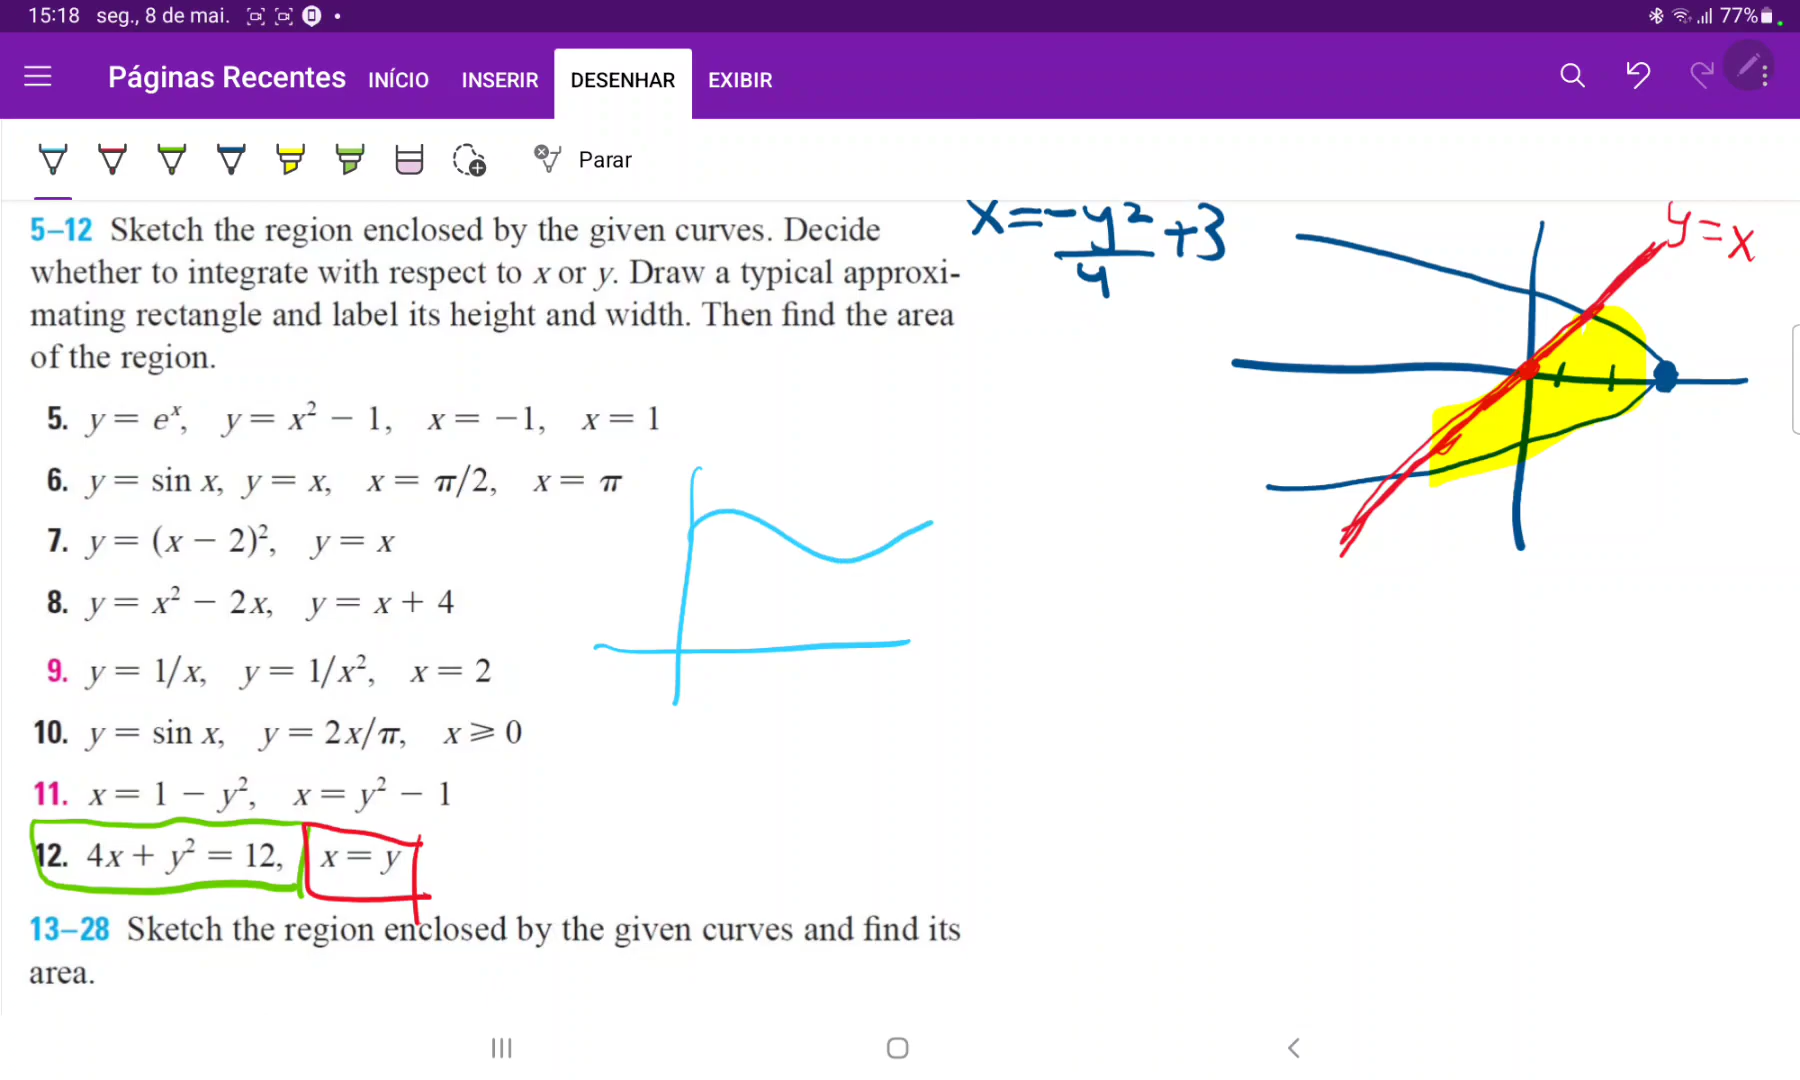 15:18 seg., 8 de mai.
77%
Páginas Recentes INÍCIO INSERIR DESENHAR EXIBIR
Parar
5–12 Sketch the region enclosed by the given curves. Decide
whether to integrate with respect to x or y. Draw a typical approxi-
mating rectangle and label its height and width. Then find the area
of the region.
5. y = eˣ, y = x² − 1, x = −1, x = 1
6. y = sin x, y = x, x = π/2, x = π
7. y = (x − 2)², y = x
8. y = x² − 2x, y = x + 4
9. y = 1/x, y = 1/x², x = 2
10. y = sin x, y = 2x/π, x ⩾ 0
11. x = 1 − y², x = y² − 1
12. 4x + y² = 12, x = y
13–28 Sketch the region enclosed by the given curves and find its
area.
x = −y²/4 + 3
y = x